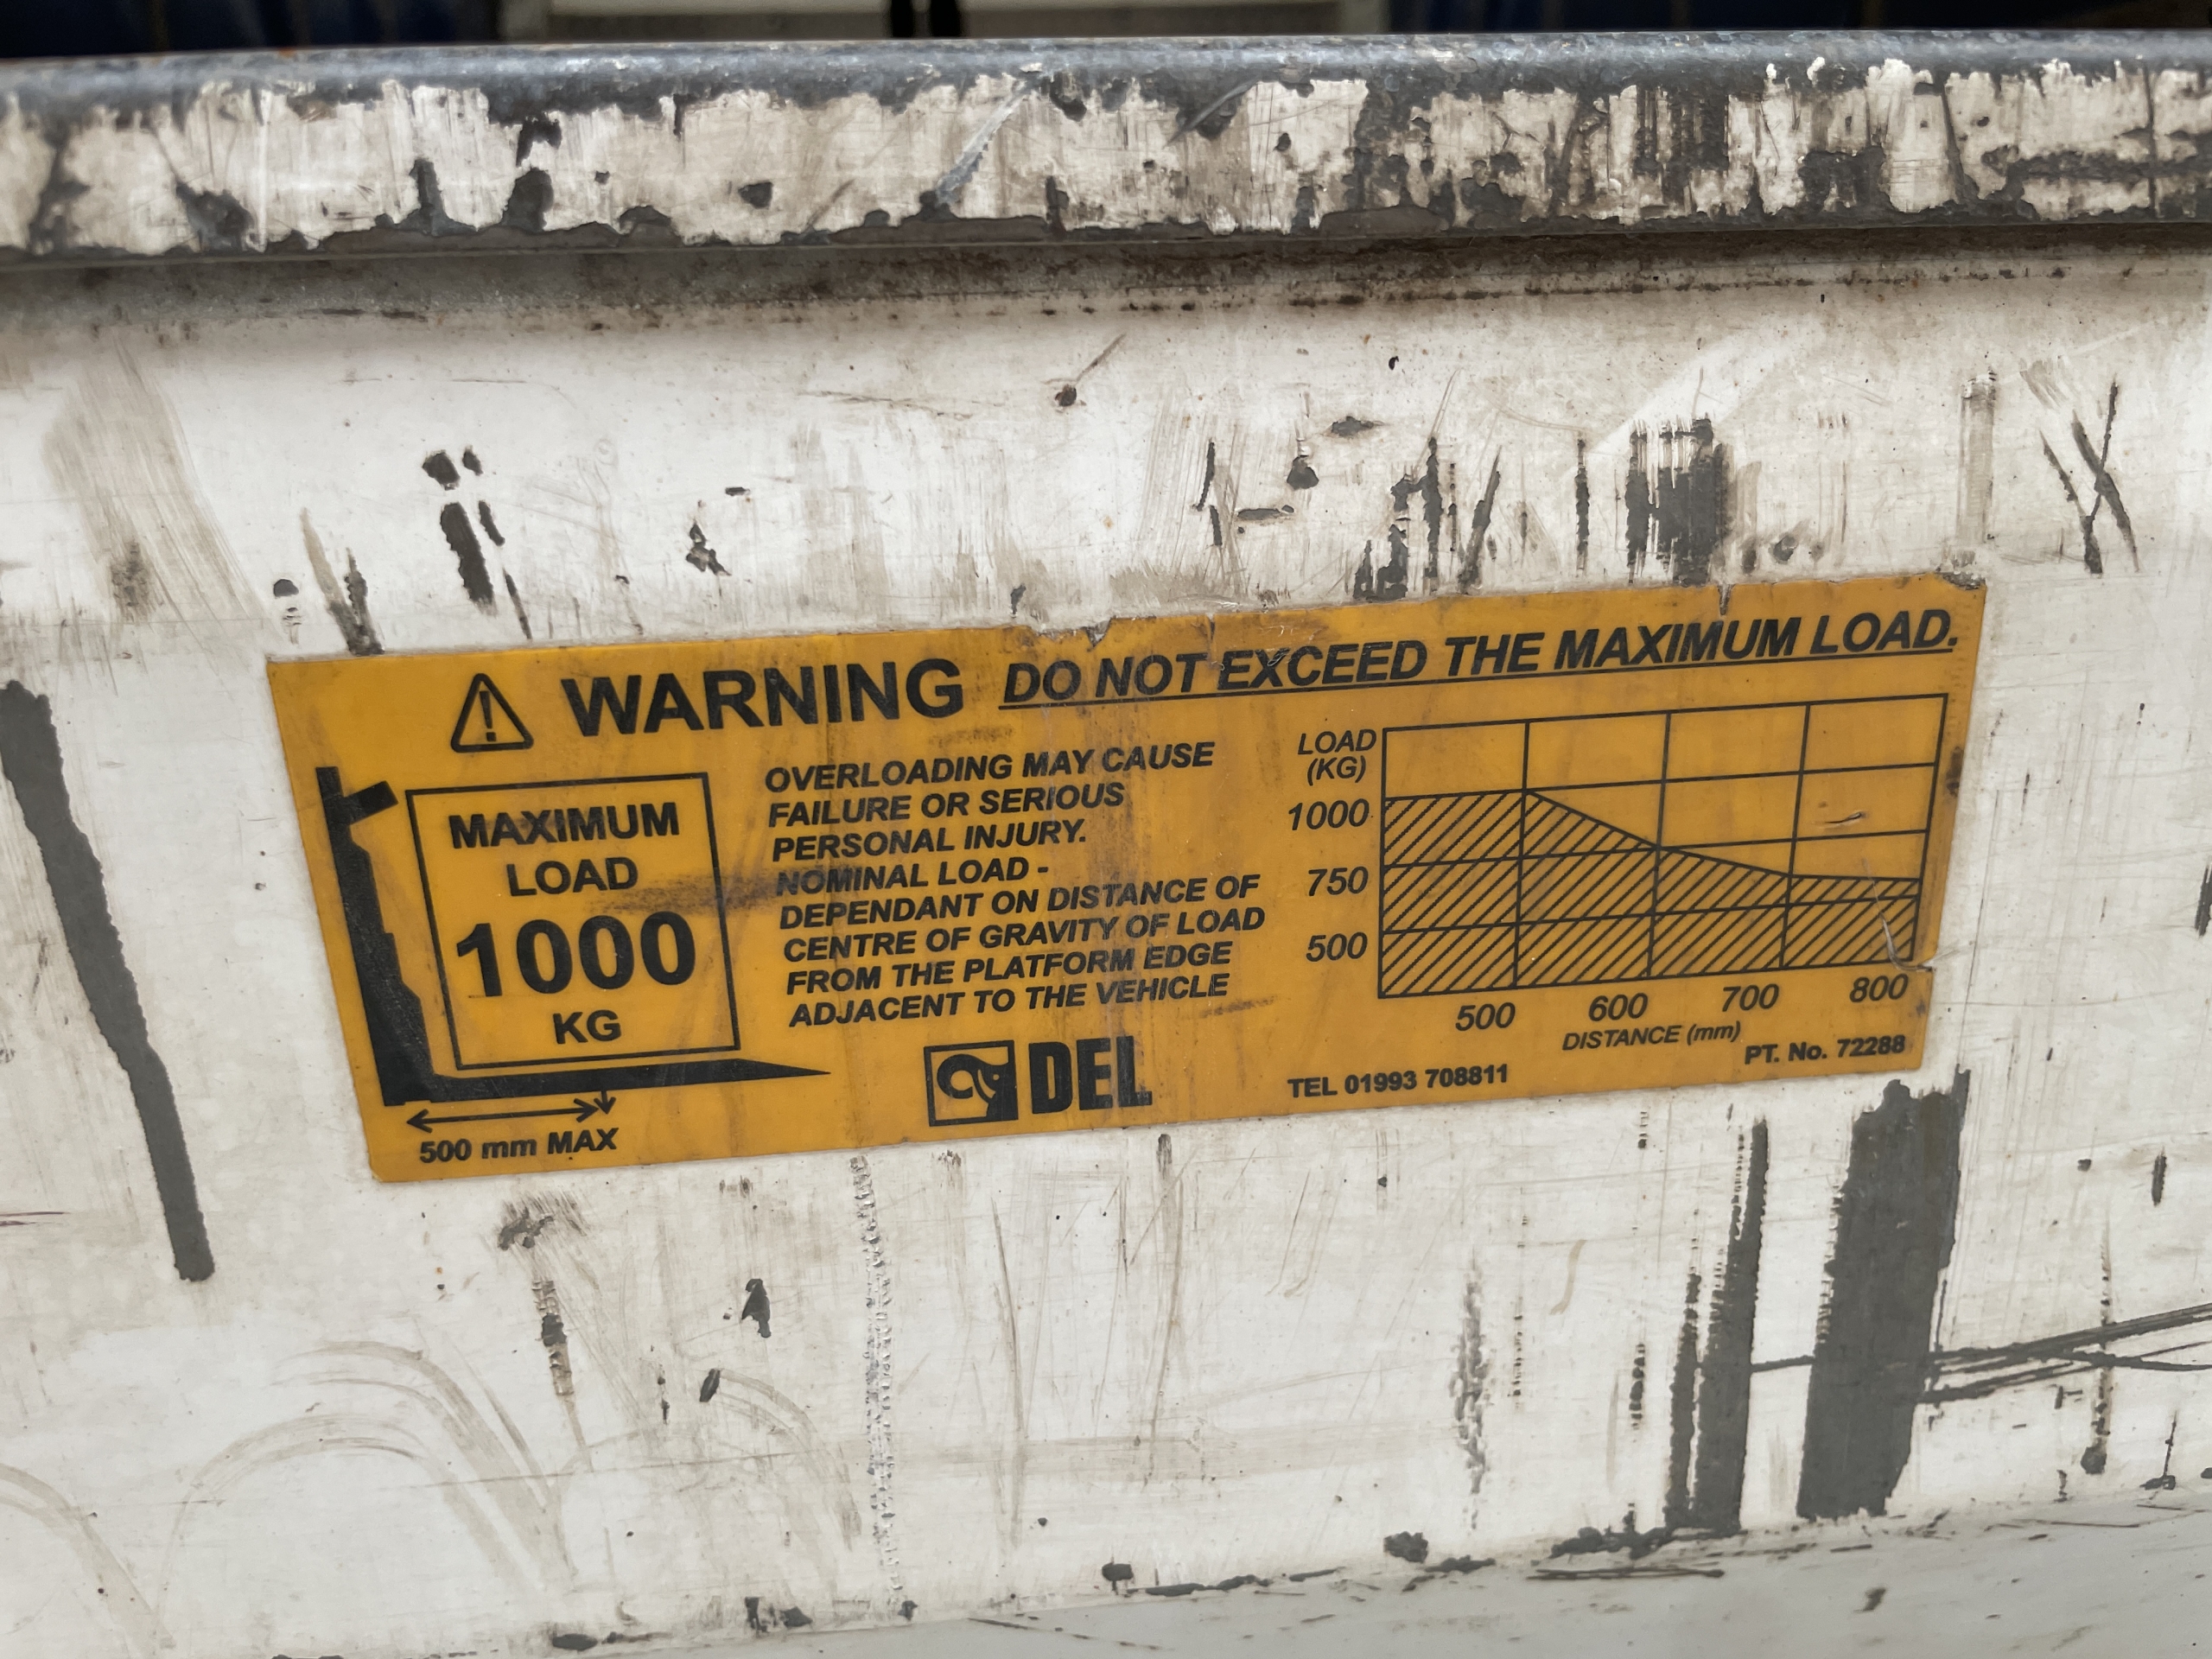 WARNING DO NOT EXCEED THE MAXIMUM LOAD.
MAXIMUM
LOAD
1000
KG
500 mm MAX
OVERLOADING MAY CAUSE
FAILURE OR SERIOUS
PERSONAL INJURY.
NOMINAL LOAD -
DEPENDANT ON DISTANCE OF
CENTRE OF GRAVITY OF LOAD
FROM THE PLATFORM EDGE
ADJACENT TO THE VEHICLE
DEL
LOAD
(KG)
1000
750
500
500 600 700 800
DISTANCE (mm)
PT. No. 72288
TEL 01993 708811